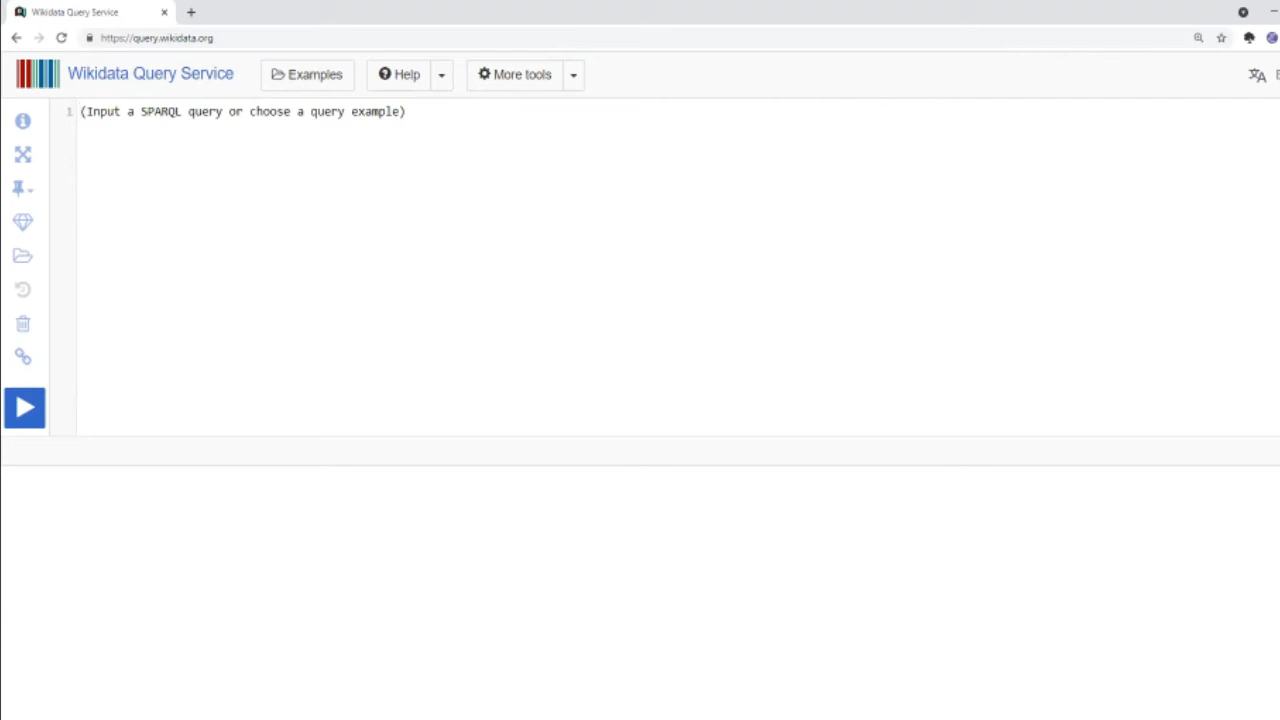 Wikidata Query Service
https://query.wikidata.org
Wikidata Query Service
Examples
Help
More tools
1 (Input a SPARQL query or choose a query example)